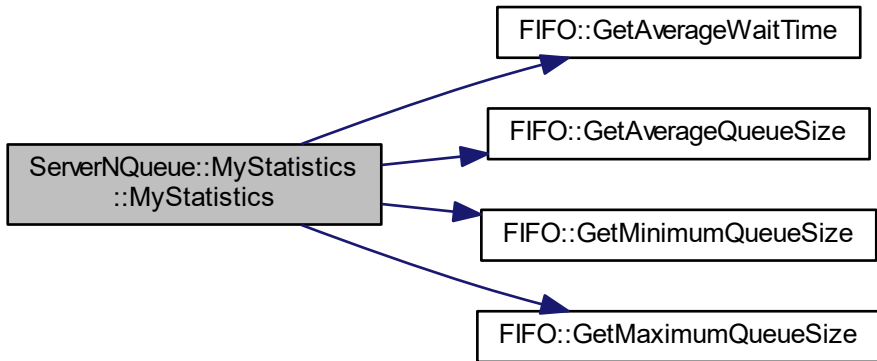 FIFO::GetAverageWaitTime
FIFO::GetAverageQueueSize
ServerNQueue::MyStatistics
::MyStatistics
FIFO::GetMinimumQueueSize
FIFO::GetMaximumQueueSize